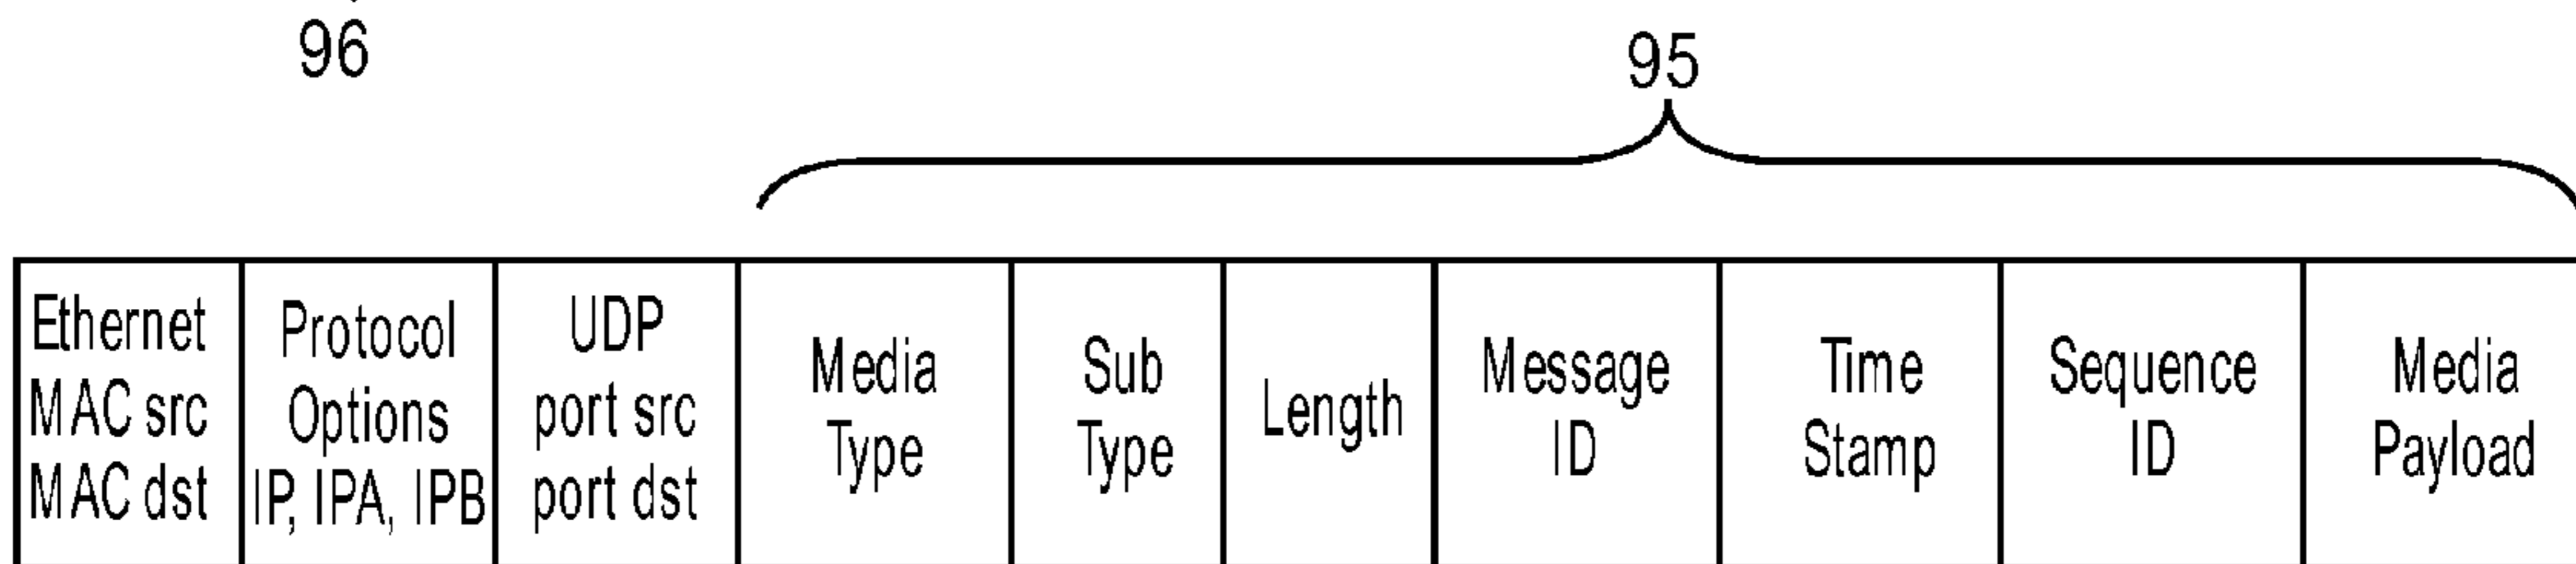 96
95
Ethernet
MAC src
MAC dst
Protocol
Options
IP, IPA, IPB
UDP
port src
port dst
Media
Type
Sub
Type
Length
Message
ID
Time
Stamp
Sequence
ID
Media
Payload